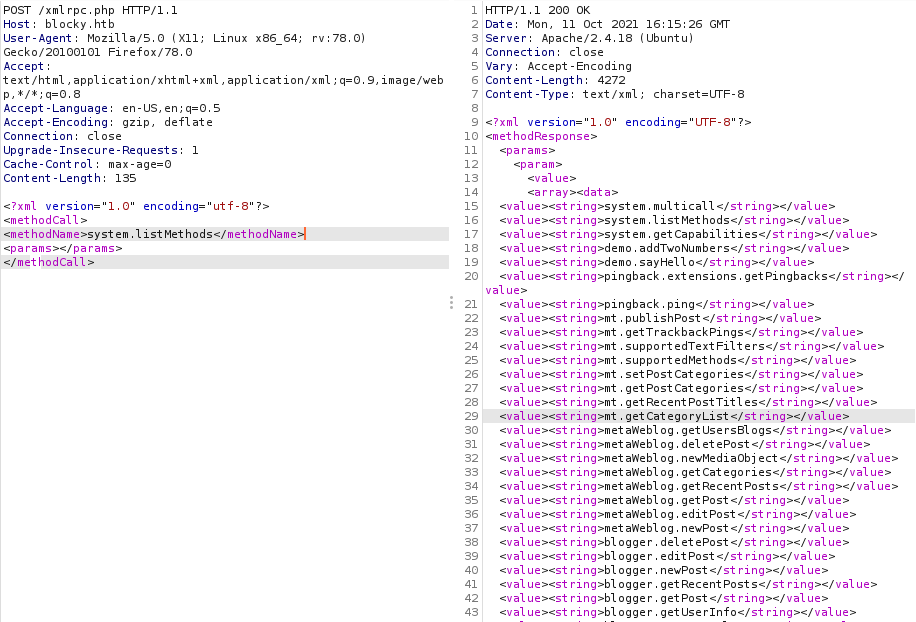 POST /xmlrpc.php HTTP/1.1
Host: blocky.htb
User-Agent: Mozilla/5.0 (X11; Linux x86_64; rv:78.0)
Gecko/20100101 Firefox/78.0
Accept:
text/html,application/xhtml+xml,application/xml;q=0.9,image/web
p,*/*;q=0.8
Accept-Language: en-US,en;q=0.5
Accept-Encoding: gzip, deflate
Connection: close
Upgrade-Insecure-Requests: 1
Cache-Control: max-age=0
Content-Length: 135

<?xml version="1.0" encoding="utf-8"?>
<methodCall>
<methodName>system.listMethods</methodName>
<params></params>
</methodCall>
1 HTTP/1.1 200 OK
2 Date: Mon, 11 Oct 2021 16:15:26 GMT
3 Server: Apache/2.4.18 (Ubuntu)
4 Connection: close
5 Vary: Accept-Encoding
6 Content-Length: 4272
7 Content-Type: text/xml; charset=UTF-8
8
9 <?xml version="1.0" encoding="UTF-8"?>
10 <methodResponse>
11 <params>
12 <param>
13 <value>
14 <array><data>
15 <value><string>system.multicall</string></value>
16 <value><string>system.listMethods</string></value>
17 <value><string>system.getCapabilities</string></value>
18 <value><string>demo.addTwoNumbers</string></value>
19 <value><string>demo.sayHello</string></value>
20 <value><string>pingback.extensions.getPingbacks</string></
value>
21 <value><string>pingback.ping</string></value>
22 <value><string>mt.publishPost</string></value>
23 <value><string>mt.getTrackbackPings</string></value>
24 <value><string>mt.supportedTextFilters</string></value>
25 <value><string>mt.supportedMethods</string></value>
26 <value><string>mt.setPostCategories</string></value>
27 <value><string>mt.getPostCategories</string></value>
28 <value><string>mt.getRecentPostTitles</string></value>
29 <value><string>mt.getCategoryList</string></value>
30 <value><string>metaWeblog.getUsersBlogs</string></value>
31 <value><string>metaWeblog.deletePost</string></value>
32 <value><string>metaWeblog.newMediaObject</string></value>
33 <value><string>metaWeblog.getCategories</string></value>
34 <value><string>metaWeblog.getRecentPosts</string></value>
35 <value><string>metaWeblog.getPost</string></value>
36 <value><string>metaWeblog.editPost</string></value>
37 <value><string>metaWeblog.newPost</string></value>
38 <value><string>blogger.deletePost</string></value>
39 <value><string>blogger.editPost</string></value>
40 <value><string>blogger.newPost</string></value>
41 <value><string>blogger.getRecentPosts</string></value>
42 <value><string>blogger.getPost</string></value>
43 <value><string>blogger.getUserInfo</string></value>